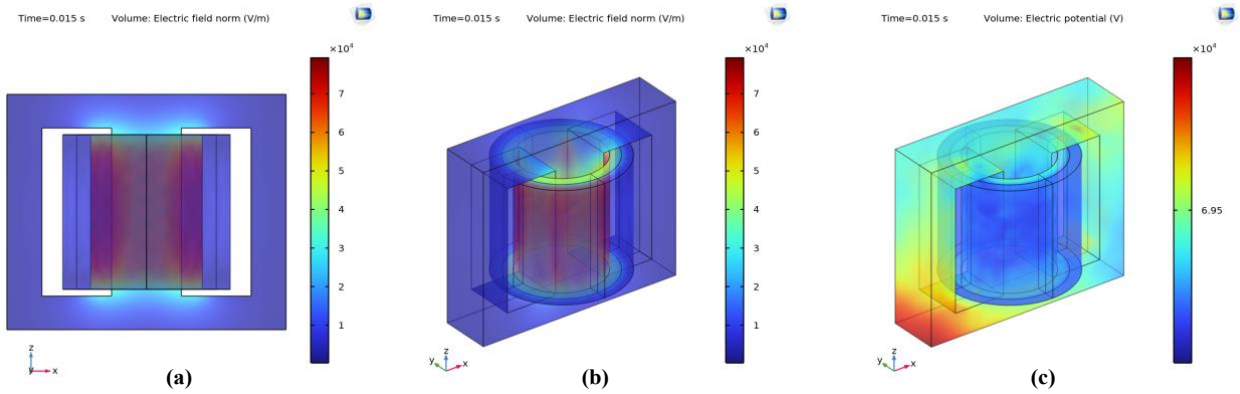 Time=0.015 s Volume: Electric field norm (V/m)
×10⁴
7
6
5
4
3
2
1
z
y x
(a)
Time=0.015 s Volume: Electric field norm (V/m)
×10⁴
7
6
5
4
3
2
1
z
y x
(b)
Time=0.015 s Volume: Electric potential (V)
×10⁴
6.95
z
y x
(c)